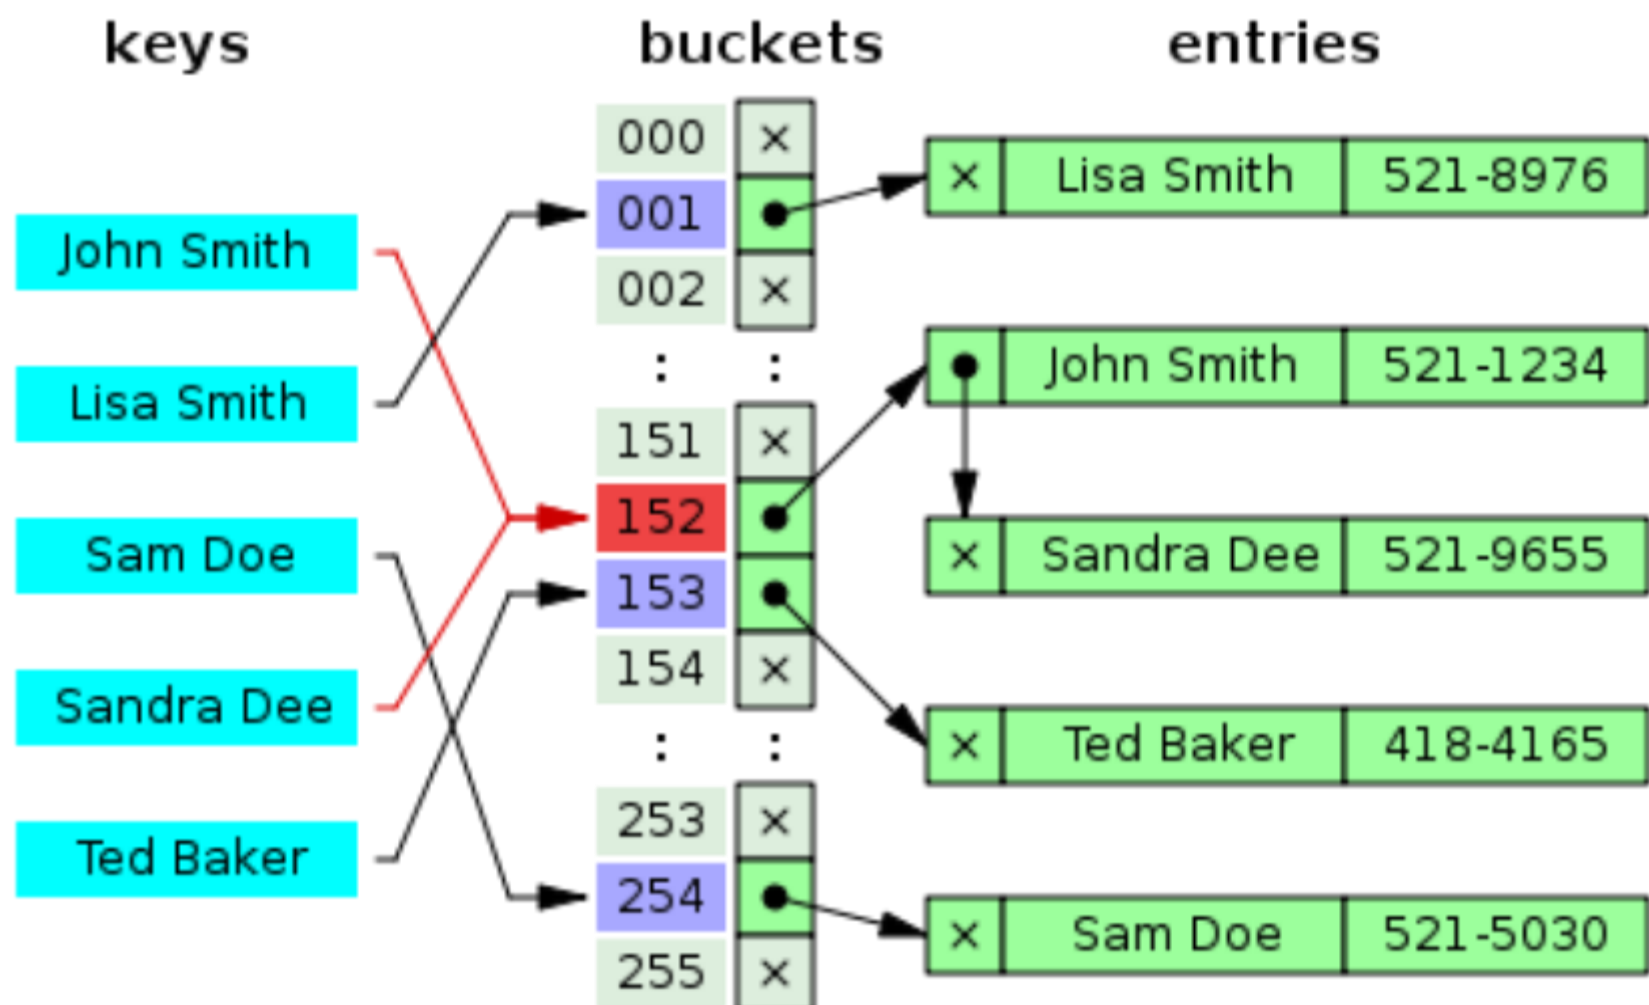 keys
buckets
entries
John Smith
Lisa Smith
Sam Doe
Sandra Dee
Ted Baker
000 ×
001
002 ×
: :
151 ×
152
153
154 ×
: :
253 ×
254
255 ×
× Lisa Smith 521-8976
John Smith 521-1234
× Sandra Dee 521-9655
× Ted Baker 418-4165
× Sam Doe 521-5030